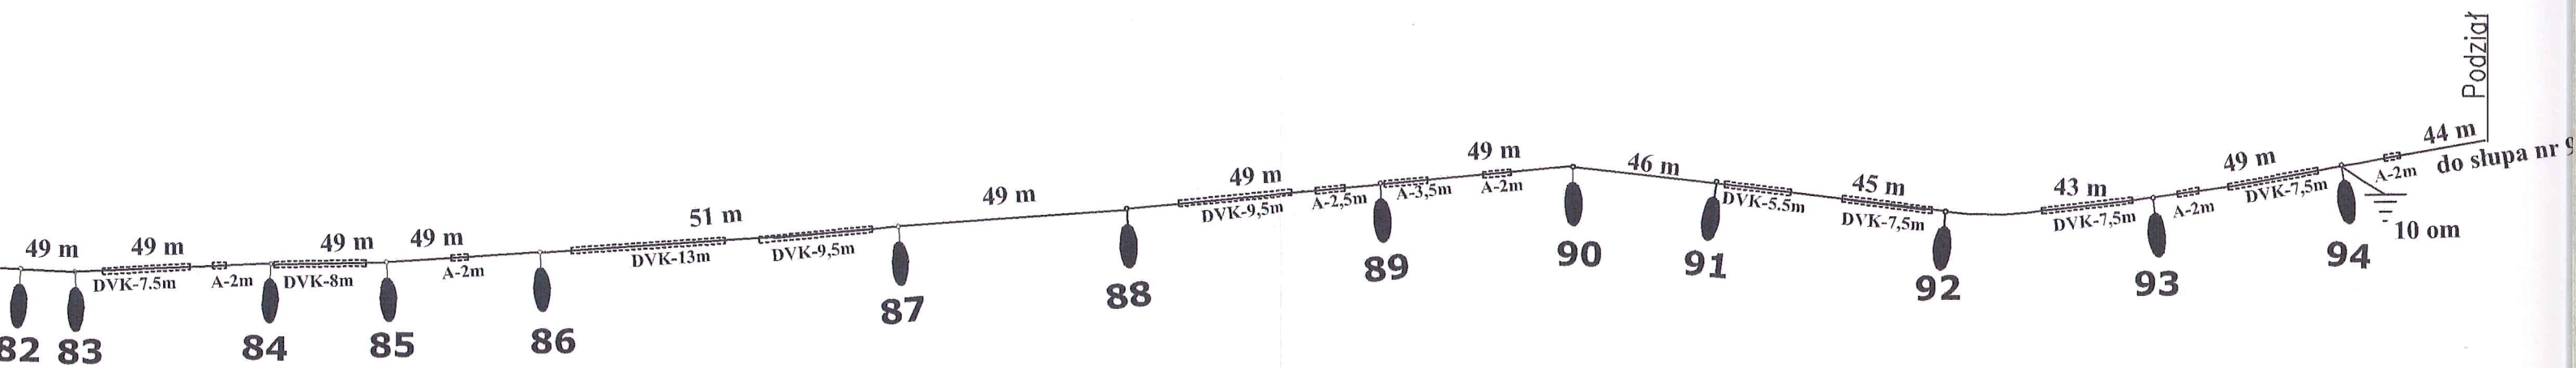 Podział
49 m
49 m
49 m
49 m
51 m
49 m
49 m
49 m
46 m
45 m
43 m
49 m
44 m
do słupa nr
DVK-7.5m
A-2m
DVK-8m
A-2m
DVK-13m
DVK-9,5m
DVK-9,5m
A-2,5m
A-3,5m
A-2m
DVK-5.5m
DVK-7,5m
DVK-7,5m
A-2m
DVK-7,5m
A-2m
10 om
82
83
84
85
86
87
88
89
90
91
92
93
94